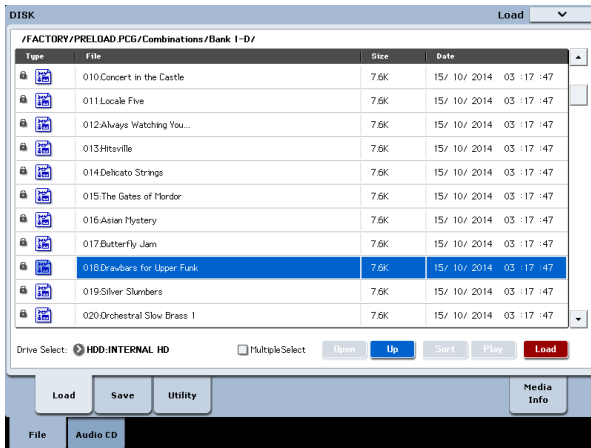 DISK Load
/FACTORY/PRELOAD.PCG/Combinations/Bank I-D/
Type File Size Date
010:Concert in the Castle 7.6K 15/ 10/ 2014 03 :17 :47
011:Locale Five 7.6K 15/ 10/ 2014 03 :17 :47
012:Always Watching You... 7.6K 15/ 10/ 2014 03 :17 :47
013:Hitsville 7.6K 15/ 10/ 2014 03 :17 :47
014:Delicato Strings 7.6K 15/ 10/ 2014 03 :17 :47
015:The Gates of Mordor 7.6K 15/ 10/ 2014 03 :17 :47
016:Asian Mystery 7.6K 15/ 10/ 2014 03 :17 :47
017:Butterfly Jam 7.6K 15/ 10/ 2014 03 :17 :47
018:Drawbars for Upper Funk 7.6K 15/ 10/ 2014 03 :17 :47
019:Silver Slumbers 7.6K 15/ 10/ 2014 03 :17 :47
020:Orchestral Slow Brass 1 7.6K 15/ 10/ 2014 03 :17 :47
Drive Select: HDD:INTERNAL HD Multiple Select Open Up Sort Play Load
Load Save Utility Media
Info
File Audio CD